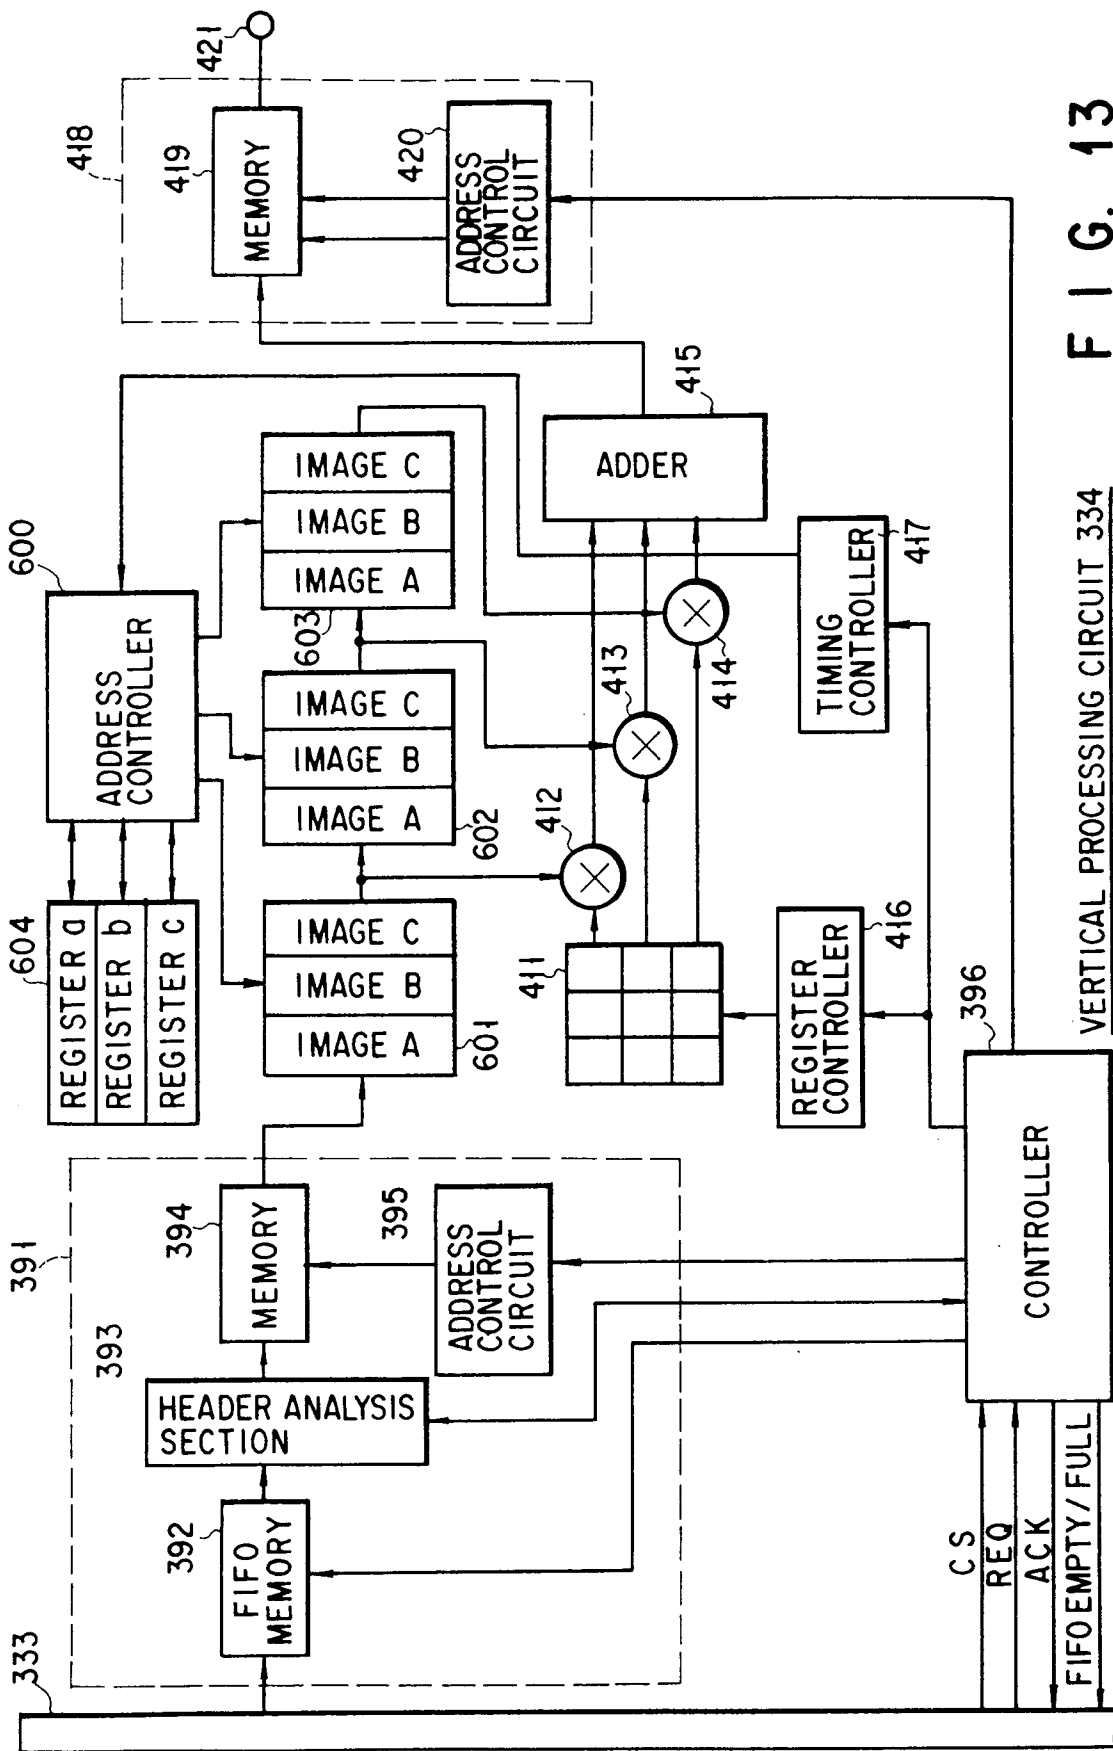 333
391
392
FIFO
MEMORY
393
HEADER ANALYSIS
SECTION
394
MEMORY
395
ADDRESS
CONTROL
CIRCUIT
604
REGISTER a
REGISTER b
REGISTER c
600
ADDRESS
CONTROLLER
IMAGE A
IMAGE B
IMAGE C
601
IMAGE A
IMAGE B
IMAGE C
602
IMAGE A
IMAGE B
IMAGE C
603
411
412
413
414
ADDER
415
REGISTER
CONTROLLER
416
TIMING
CONTROLLER
417
418
419
MEMORY
420
ADDRESS
CONTROL
CIRCUIT
421
CS
REQ
ACK
FIFO EMPTY/FULL
CONTROLLER
396
VERTICAL PROCESSING CIRCUIT 334
FIG. 13